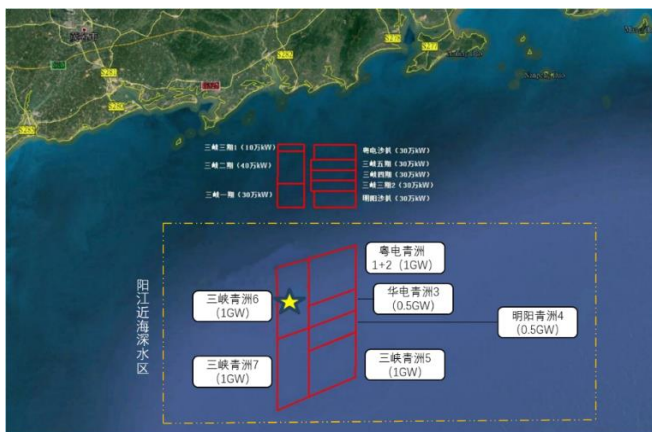 S282
S277
S281
S280
三峡三期1（10万kW）
三峡二期（40万kW）
三峡一期（30万kW）
粤电沙扒（30万kW）
三峡五期（30万kW）
三峡四期（30万kW）
三峡三期2（30万kW）
明阳沙扒（30万kW）
阳江近海深水区
粤电青洲
1+2（1GW）
三峡青洲6
（1GW）
华电青洲3
（0.5GW）
明阳青洲4
（0.5GW）
三峡青洲7
（1GW）
三峡青洲5
（1GW）